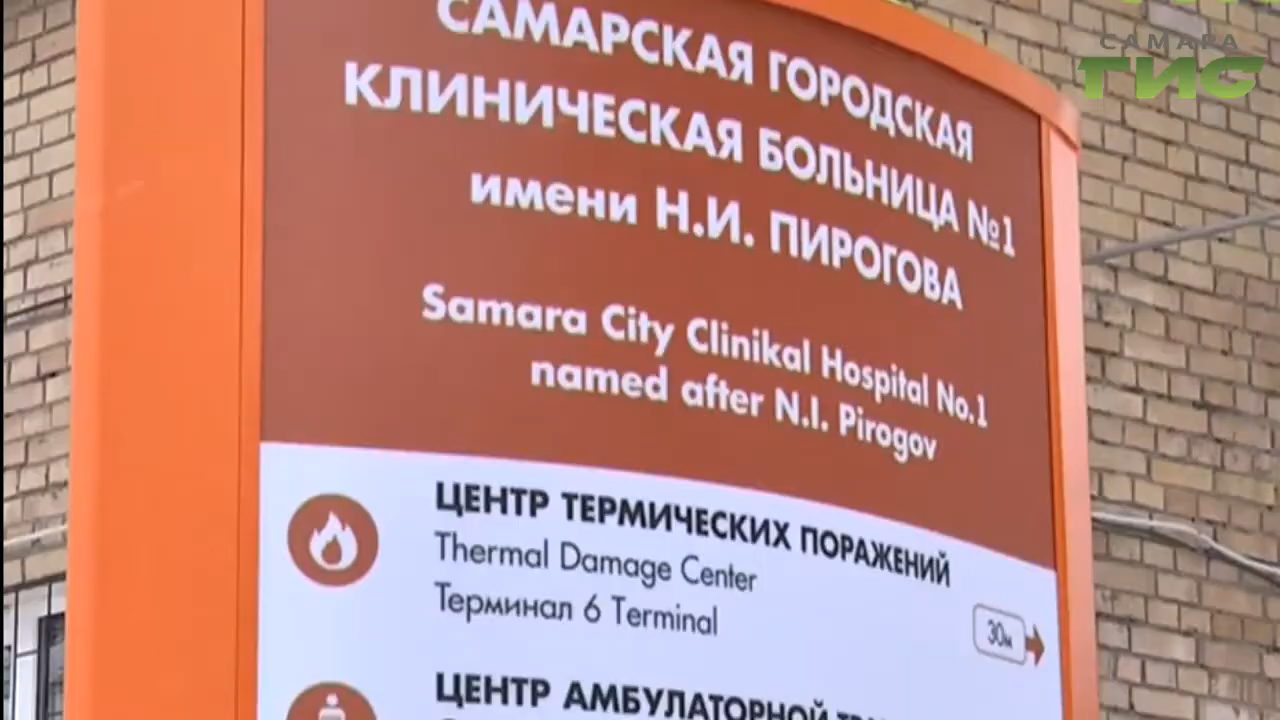 САМАРА
ГИС
САМАРСКАЯ ГОРОДСКАЯ
КЛИНИЧЕСКАЯ БОЛЬНИЦА №1
имени Н.И. ПИРОГОВА
Samara City Clinikal Hospital No.1
named after N.I. Pirogov
ЦЕНТР ТЕРМИЧЕСКИХ ПОРАЖЕНИЙ
Thermal Damage Center
Терминал 6 Terminal
30м
ЦЕНТР АМБУЛАТОРНОЙ